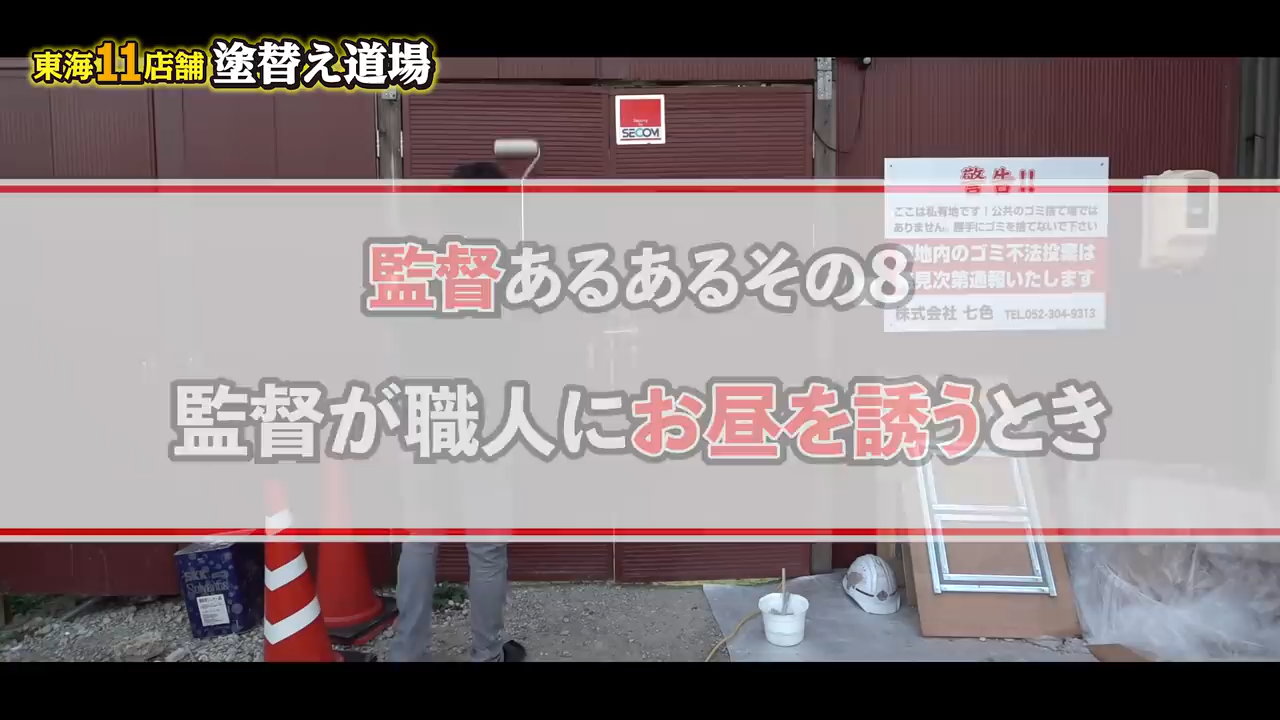 東海11店舗 塗替え道場
SECOM
警告!!
ここは私有地です!公共のゴミ捨て場では
ありません。勝手にゴミを捨てないで下さい
地内のゴミ不法投棄は
見次第通報いたします
株式会社 七色 TEL.052-304-9313
監督あるあるその8
監督が職人にお昼を誘うとき